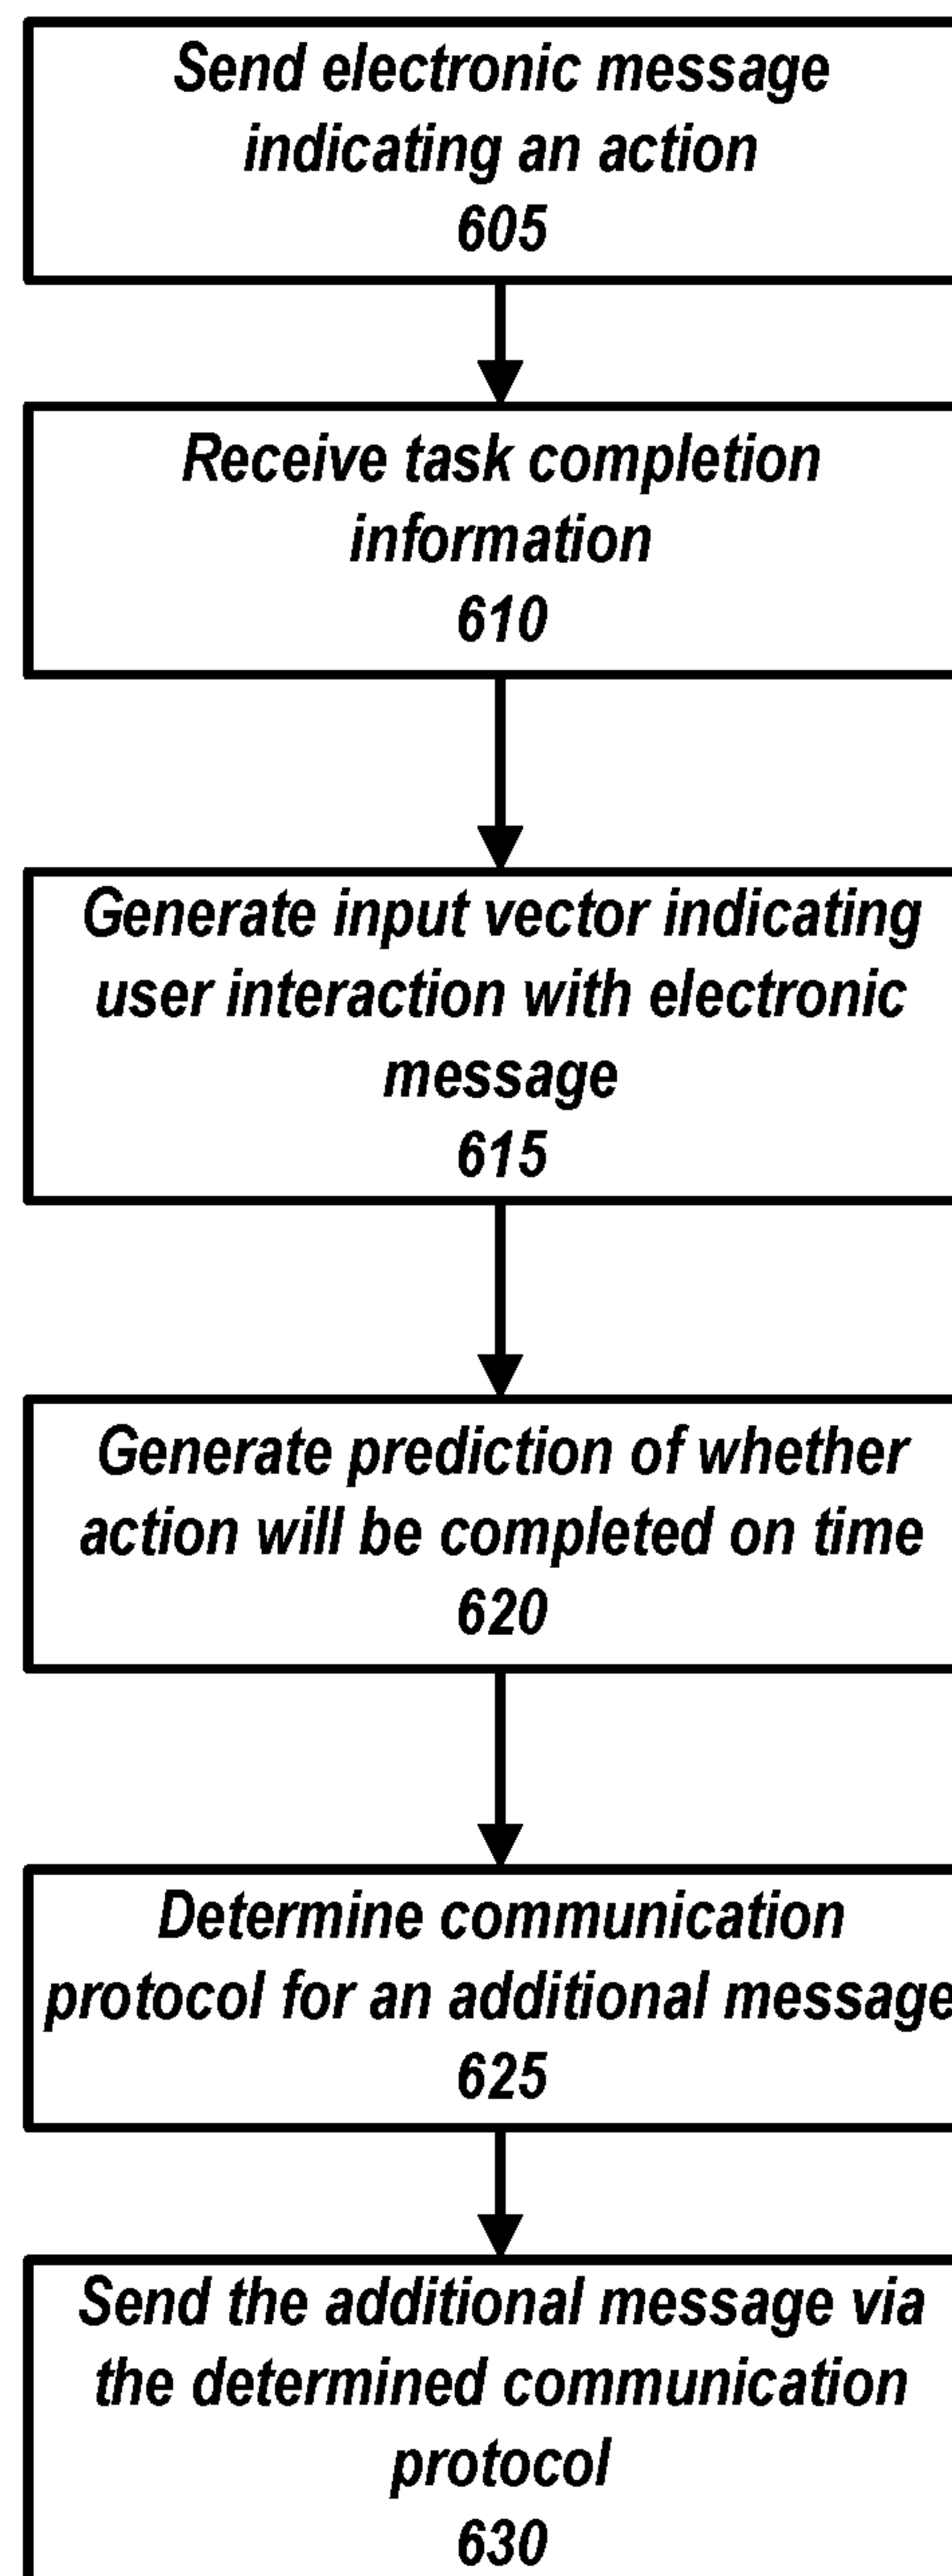 Send electronic message
indicating an action
605
Receive task completion
information
610
Generate input vector indicating
user interaction with electronic
message
615
Generate prediction of whether
action will be completed on time
620
Determine communication
protocol for an additional message
625
Send the additional message via
the determined communication
protocol
630